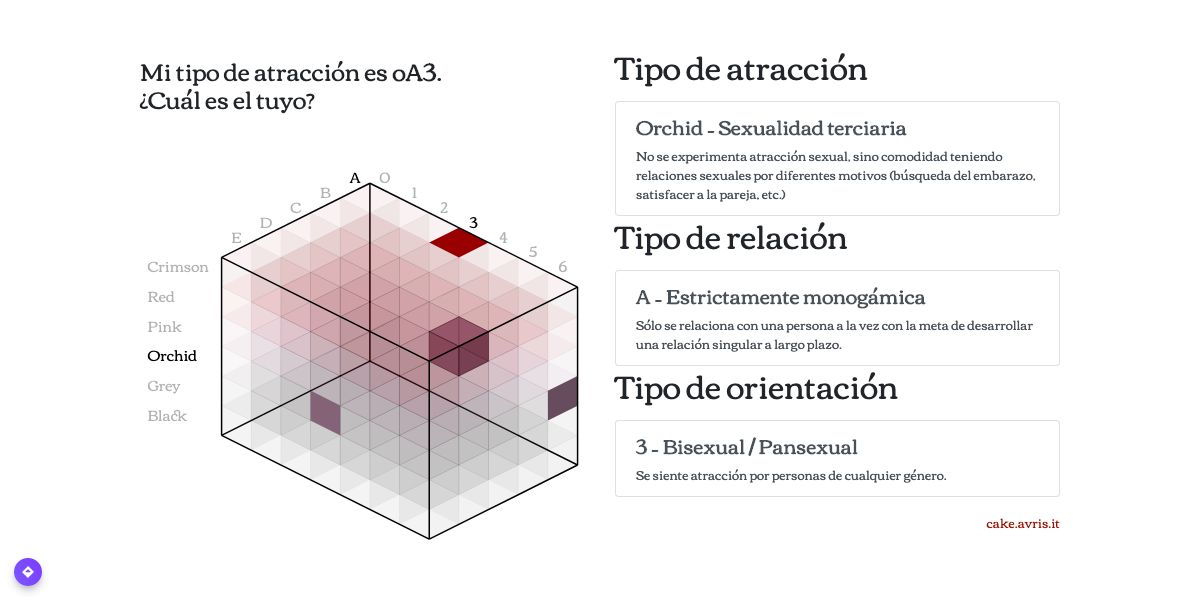 Mi tipo de atracción es oA3.
¿Cuál es el tuyo?
A
B
C
D
E
0
1
2
3
4
5
6
Crimson
Red
Pink
Orchid
Grey
Black
Tipo de atracción
Orchid - Sexualidad terciaria
No se experimenta atracción sexual, sino comodidad teniendo
relaciones sexuales por diferentes motivos (búsqueda del embarazo,
satisfacer a la pareja, etc.)
Tipo de relación
A - Estrictamente monogámica
Sólo se relaciona con una persona a la vez con la meta de desarrollar
una relación singular a largo plazo.
Tipo de orientación
3 - Bisexual / Pansexual
Se siente atracción por personas de cualquier género.
cake.avris.it